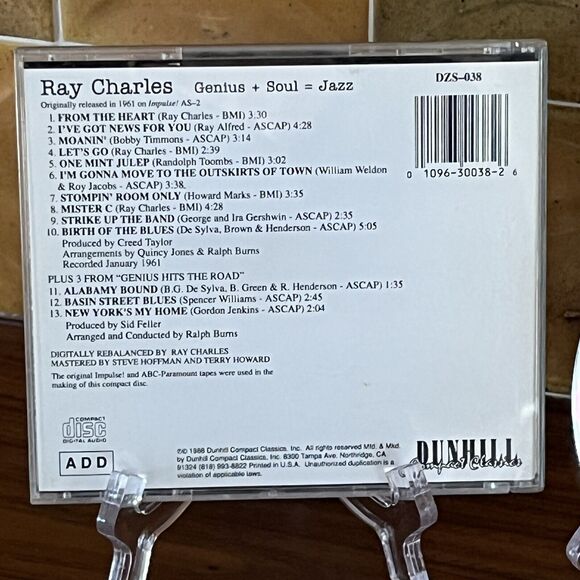 Ray Charles Genius + Soul = Jazz
DZS-038
Originally released in 1961 on Impulse! AS-2
1. FROM THE HEART (Ray Charles - BMI) 3:30
2. I'VE GOT NEWS FOR YOU (Ray Alfred - ASCAP) 4:28
3. MOANIN' (Bobby Timmons - ASCAP) 3:14
4. LET'S GO (Ray Charles - BMI) 2:39
5. ONE MINT JULEP (Randolph Toombs - BMI) 3:02
6. I'M GONNA MOVE TO THE OUTSKIRTS OF TOWN (William Weldon
& Roy Jacobs - ASCAP) 3:38
7. STOMPIN' ROOM ONLY (Howard Marks - BMI) 3:35
8. MISTER C (Ray Charles - BMI) 4:28
9. STRIKE UP THE BAND (George and Ira Gershwin - ASCAP) 2:35
10. BIRTH OF THE BLUES (De Sylva, Brown & Henderson - ASCAP) 5:05
Produced by Creed Taylor
Arrangements by Quincy Jones & Ralph Burns
Recorded January 1961
0 1096-30038-2 6
PLUS 3 FROM "GENIUS HITS THE ROAD"
11. ALABAMY BOUND (B.G. De Sylva, B. Green & R. Henderson - ASCAP) 1:35
12. BASIN STREET BLUES (Spencer Williams - ASCAP) 2:45
13. NEW YORK'S MY HOME (Gordon Jenkins - ASCAP) 2:04
Produced by Sid Feller
Arranged and Conducted by Ralph Burns
DIGITALLY REBALANCED BY RAY CHARLES
MASTERED BY STEVE HOFFMAN AND TERRY HOWARD
The original Impulse! and ABC-Paramount tapes were used in the
making of this compact disc.
COMPACT
disc
DIGITAL AUDIO
A D D
℗© 1988 Dunhill Compact Classics, Inc. All rights reserved Mfd. & Mkd.
by Dunhill Compact Classics, Inc. 6300 Tampa Ave. Northridge, CA
91324 (818) 993-8822 Printed in U.S.A. Unauthorized duplication is a
violation of applicable laws.
DUNHILL
Compact Classics